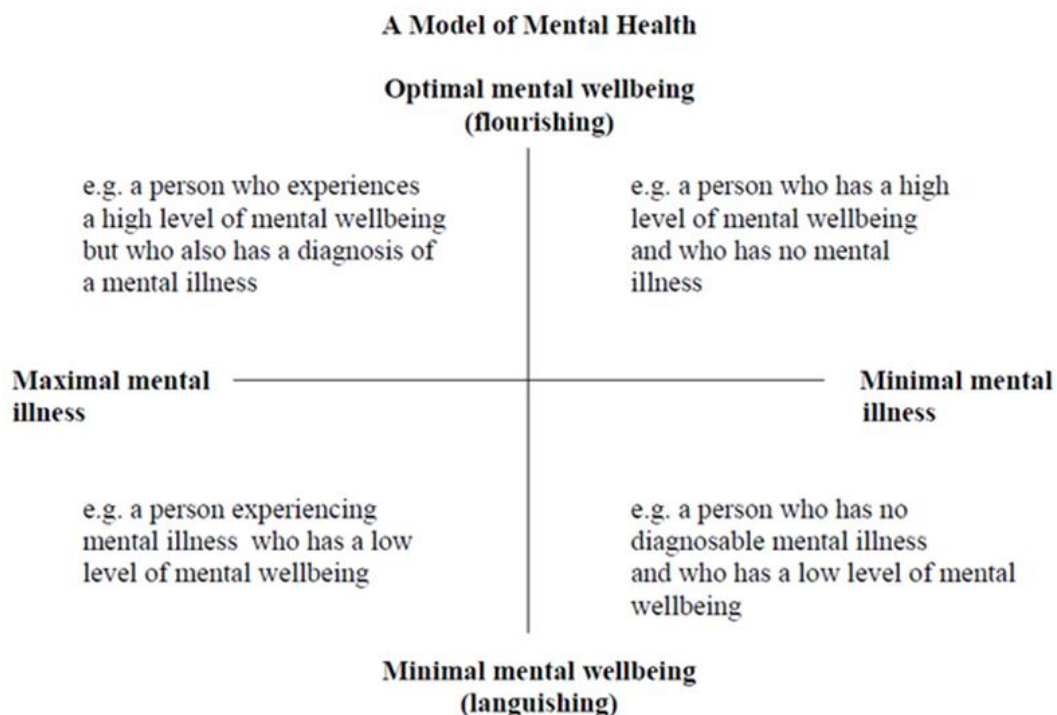 A Model of Mental Health
Optimal mental wellbeing
(flourishing)
e.g. a person who experiences
a high level of mental wellbeing
but who also has a diagnosis of
a mental illness
e.g. a person who has a high
level of mental wellbeing
and who has no mental
illness
Maximal mental
illness
Minimal mental
illness
e.g. a person experiencing
mental illness who has a low
level of mental wellbeing
e.g. a person who has no
diagnosable mental illness
and who has a low level of mental
wellbeing
Minimal mental wellbeing
(languishing)